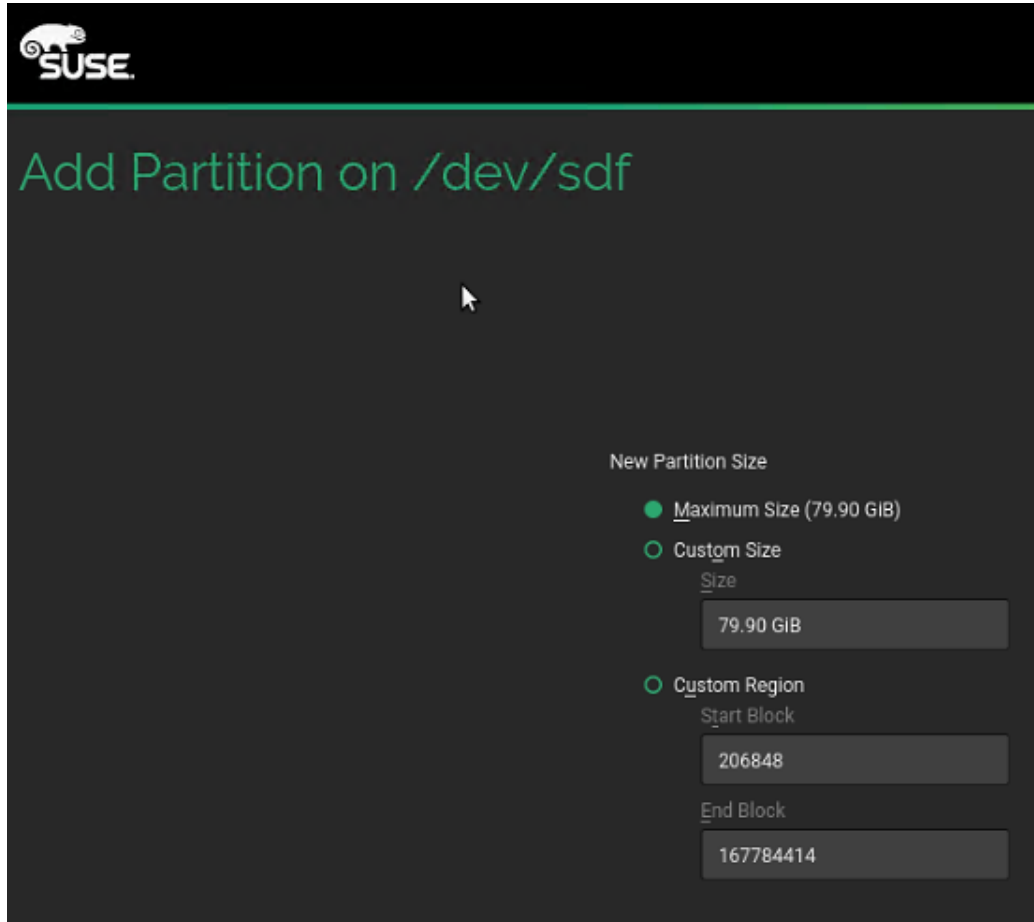 SUSE.
Add Partition on /dev/sdf
New Partition Size
Maximum Size (79.90 GiB)
Custom Size
Size
79.90 GiB
Custom Region
Start Block
206848
End Block
167784414